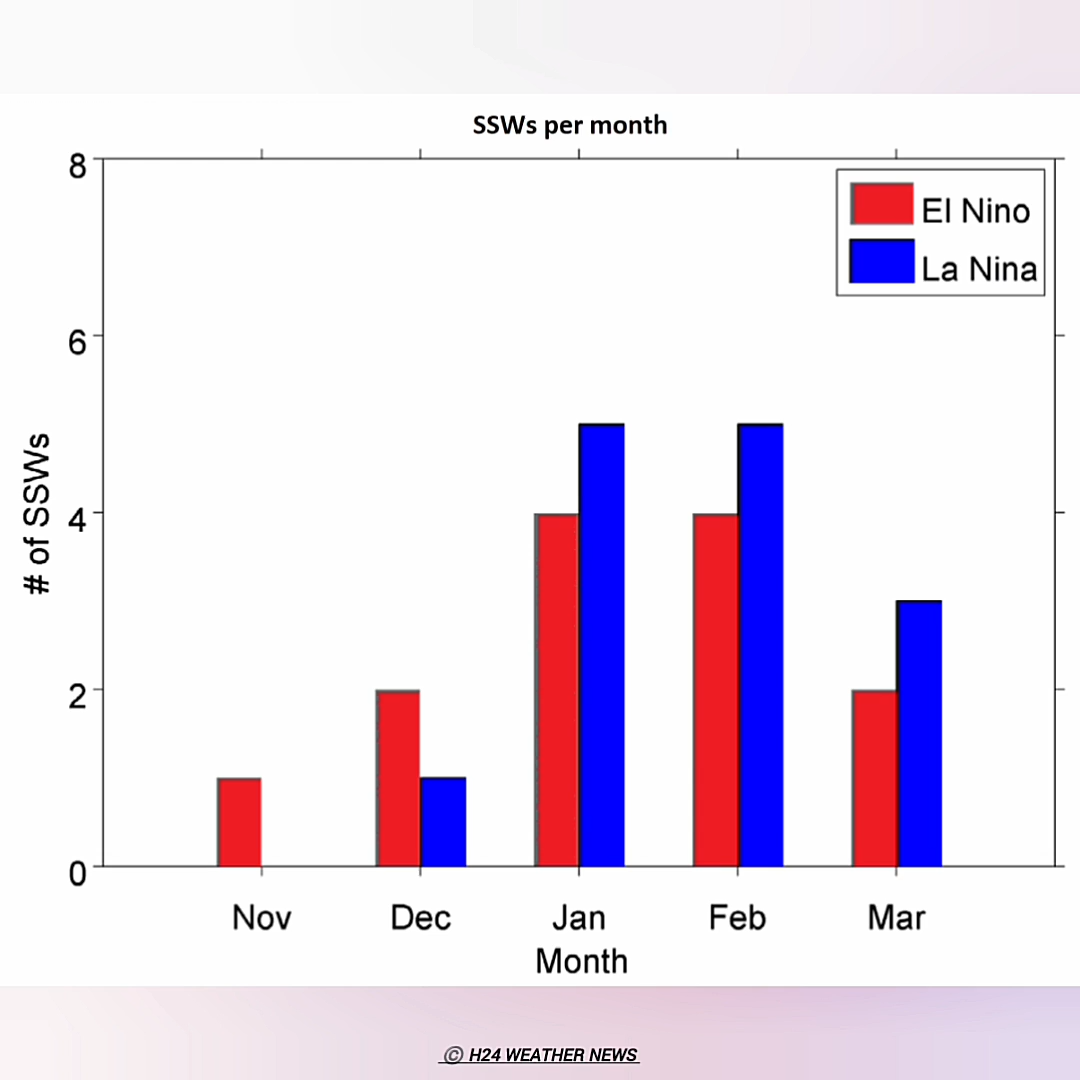 SSWs per month
8
6
4
2
0
# of SSWs
El Nino
La Nina
Nov Dec Jan Feb Mar
Month
© H24 WEATHER NEWS